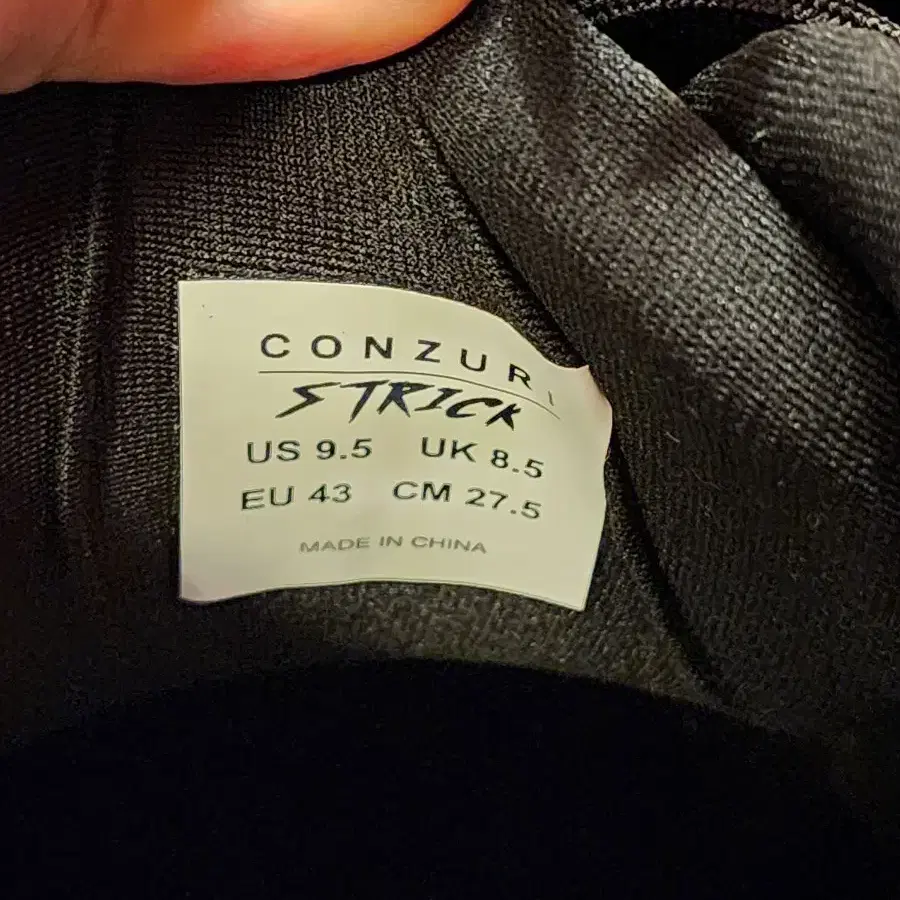 CONZURI
STRICK
US 9.5 UK 8.5
EU 43 CM 27.5
MADE IN CHINA